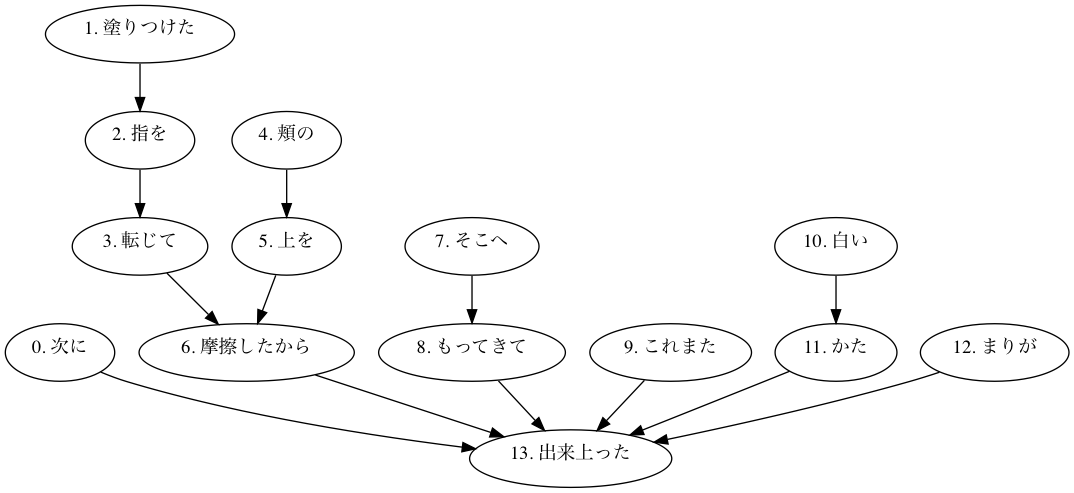 1. 塗りつけた
2. 指を
4. 頬の
3. 転じて
5. 上を
7. そこへ
10. 白い
0. 次に
6. 摩擦したから
8. もってきて
9. これまた
11. かた
12. まりが
13. 出来上った